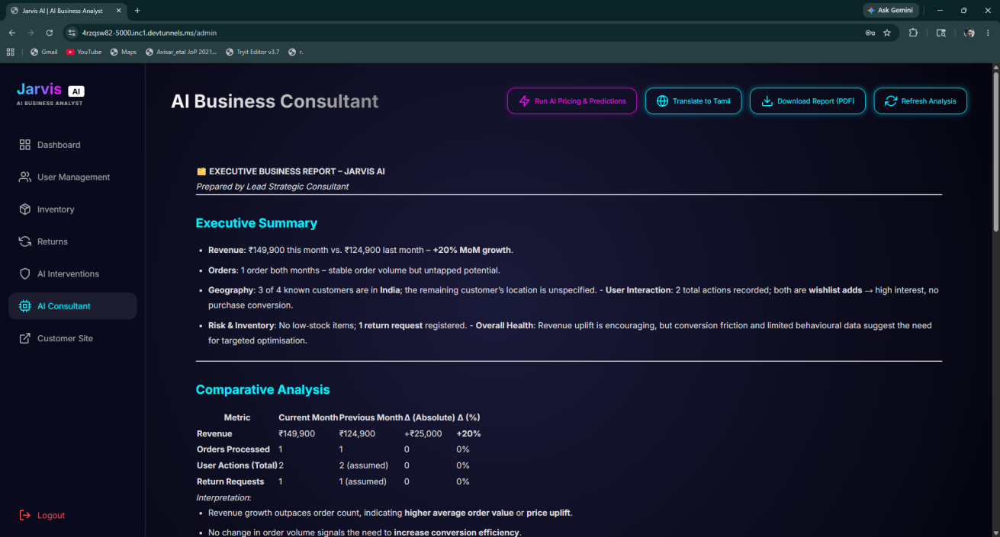 Jarvis AI | AI Business Analyst
Ask Gemini
4rzqsw82-5000.inc1.devtunnels.ms/admin
Gmail
YouTube
Maps
Avisar_etal JoP 2021...
Tryit Editor v3.7
r.
Jarvis AI
AI BUSINESS ANALYST
Dashboard
User Management
Inventory
Returns
AI Interventions
AI Consultant
Customer Site
Logout
AI Business Consultant
Run AI Pricing & Predictions
Translate to Tamil
Download Report (PDF)
Refresh Analysis
EXECUTIVE BUSINESS REPORT – JARVIS AI
Prepared by Lead Strategic Consultant
Executive Summary
• Revenue: ₹149,900 this month vs. ₹124,900 last month – +20% MoM growth.
• Orders: 1 order both months – stable order volume but untapped potential.
• Geography: 3 of 4 known customers are in India; the remaining customer's location is unspecified. - User Interaction: 2 total actions recorded; both are wishlist adds → high interest, no
purchase conversion.
• Risk & Inventory: No low-stock items; 1 return request registered. - Overall Health: Revenue uplift is encouraging, but conversion friction and limited behavioural data suggest the need
for targeted optimisation.
Comparative Analysis
Metric Current Month Previous Month Δ (Absolute) Δ (%)
Revenue ₹149,900 ₹124,900 +₹25,000 +20%
Orders Processed 1 1 0 0%
User Actions (Total) 2 2 (assumed) 0 0%
Return Requests 1 1 (assumed) 0 0%
Interpretation:
• Revenue growth outpaces order count, indicating higher average order value or price uplift.
• No change in order volume signals the need to increase conversion efficiency.